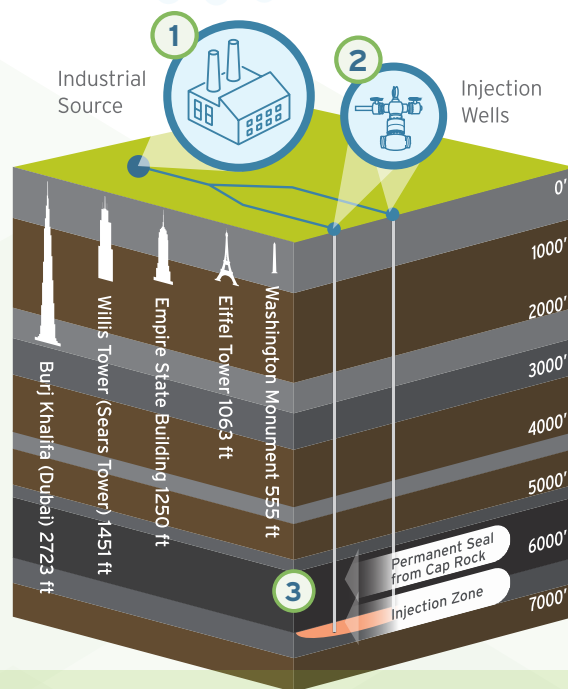 1
Industrial
Source
2
Injection
Wells
0'
1000'
2000'
3000'
4000'
5000'
6000'
7000'
Burj Khalifa (Dubai) 2723 ft
Willis Tower (Sears Tower) 1451 ft
Empire State Building 1250 ft
Eiffel Tower 1063 ft
Washington Monument 555 ft
3
Permanent Seal
from Cap Rock
Injection Zone